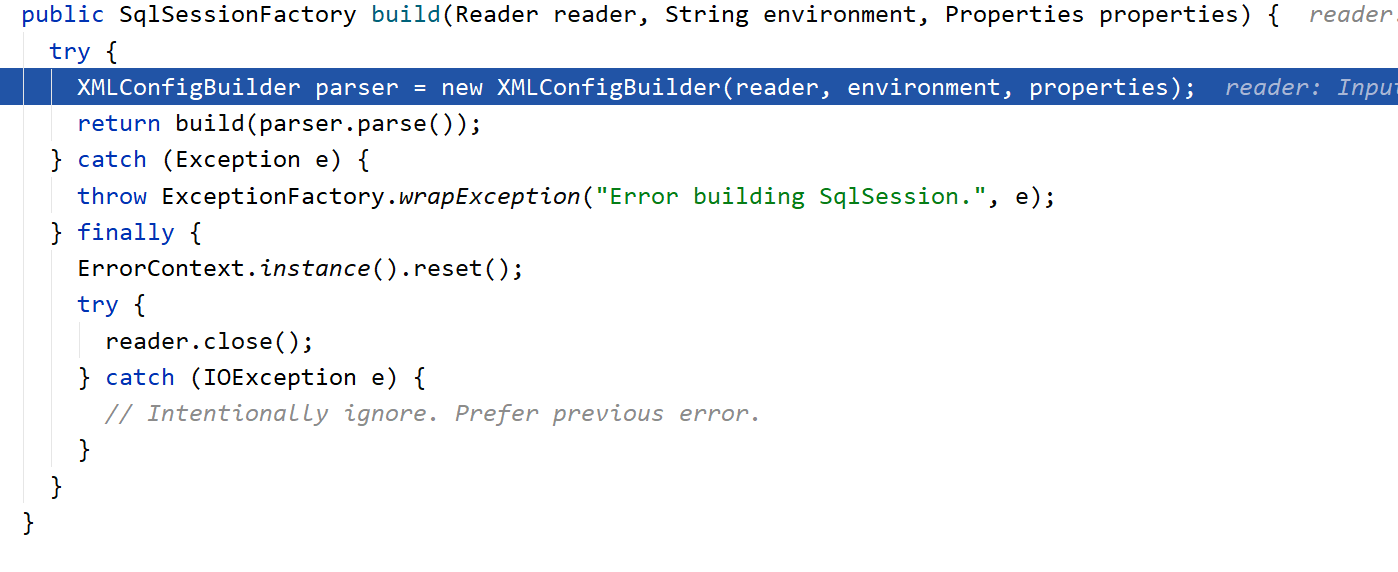 public SqlSessionFactory build(Reader reader, String environment, Properties properties) {  reader:
  try {
    XMLConfigBuilder parser = new XMLConfigBuilder(reader, environment, properties);  reader:
    return build(parser.parse());
  } catch (Exception e) {
    throw ExceptionFactory.wrapException("Error building SqlSession.", e);
  } finally {
    ErrorContext.instance().reset();
    try {
      reader.close();
    } catch (IOException e) {
      // Intentionally ignore. Prefer previous error.
    }
  }
}